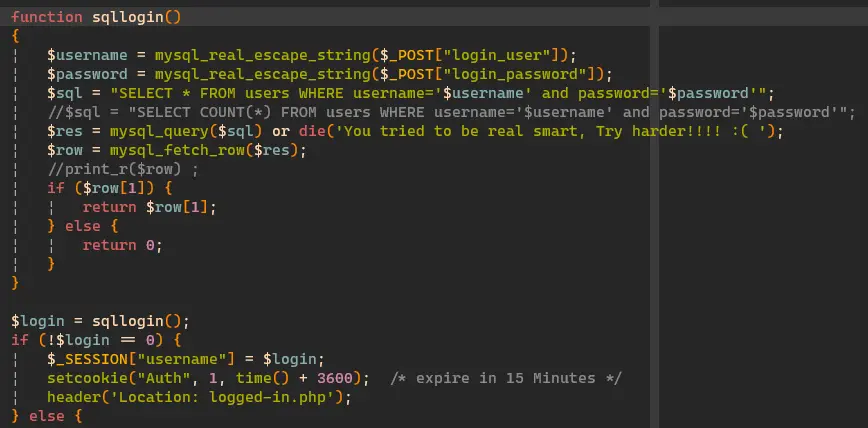 function sqllogin()
{
    $username = mysql_real_escape_string($_POST["login_user"]);
    $password = mysql_real_escape_string($_POST["login_password"]);
    $sql = "SELECT * FROM users WHERE username='$username' and password='$password'";
    //$sql = "SELECT COUNT(*) FROM users WHERE username='$username' and password='$password'";
    $res = mysql_query($sql) or die('You tried to be real smart, Try harder!!!! :( ');
    $row = mysql_fetch_row($res);
    //print_r($row) ;
    if ($row[1]) {
        return $row[1];
    } else {
        return 0;
    }
}

$login = sqllogin();
if (!$login == 0) {
    $_SESSION["username"] = $login;
    setcookie("Auth", 1, time() + 3600);  /* expire in 15 Minutes */
    header('Location: logged-in.php');
} else {